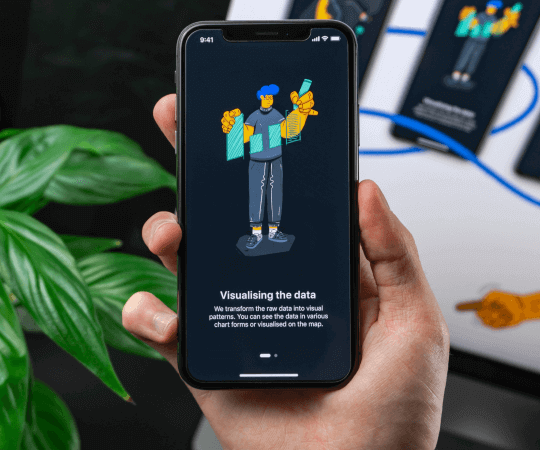 9:41
Visualising the data
We transform the raw data into visual
patterns. You can see the data in various
chart forms or visualised on the map.